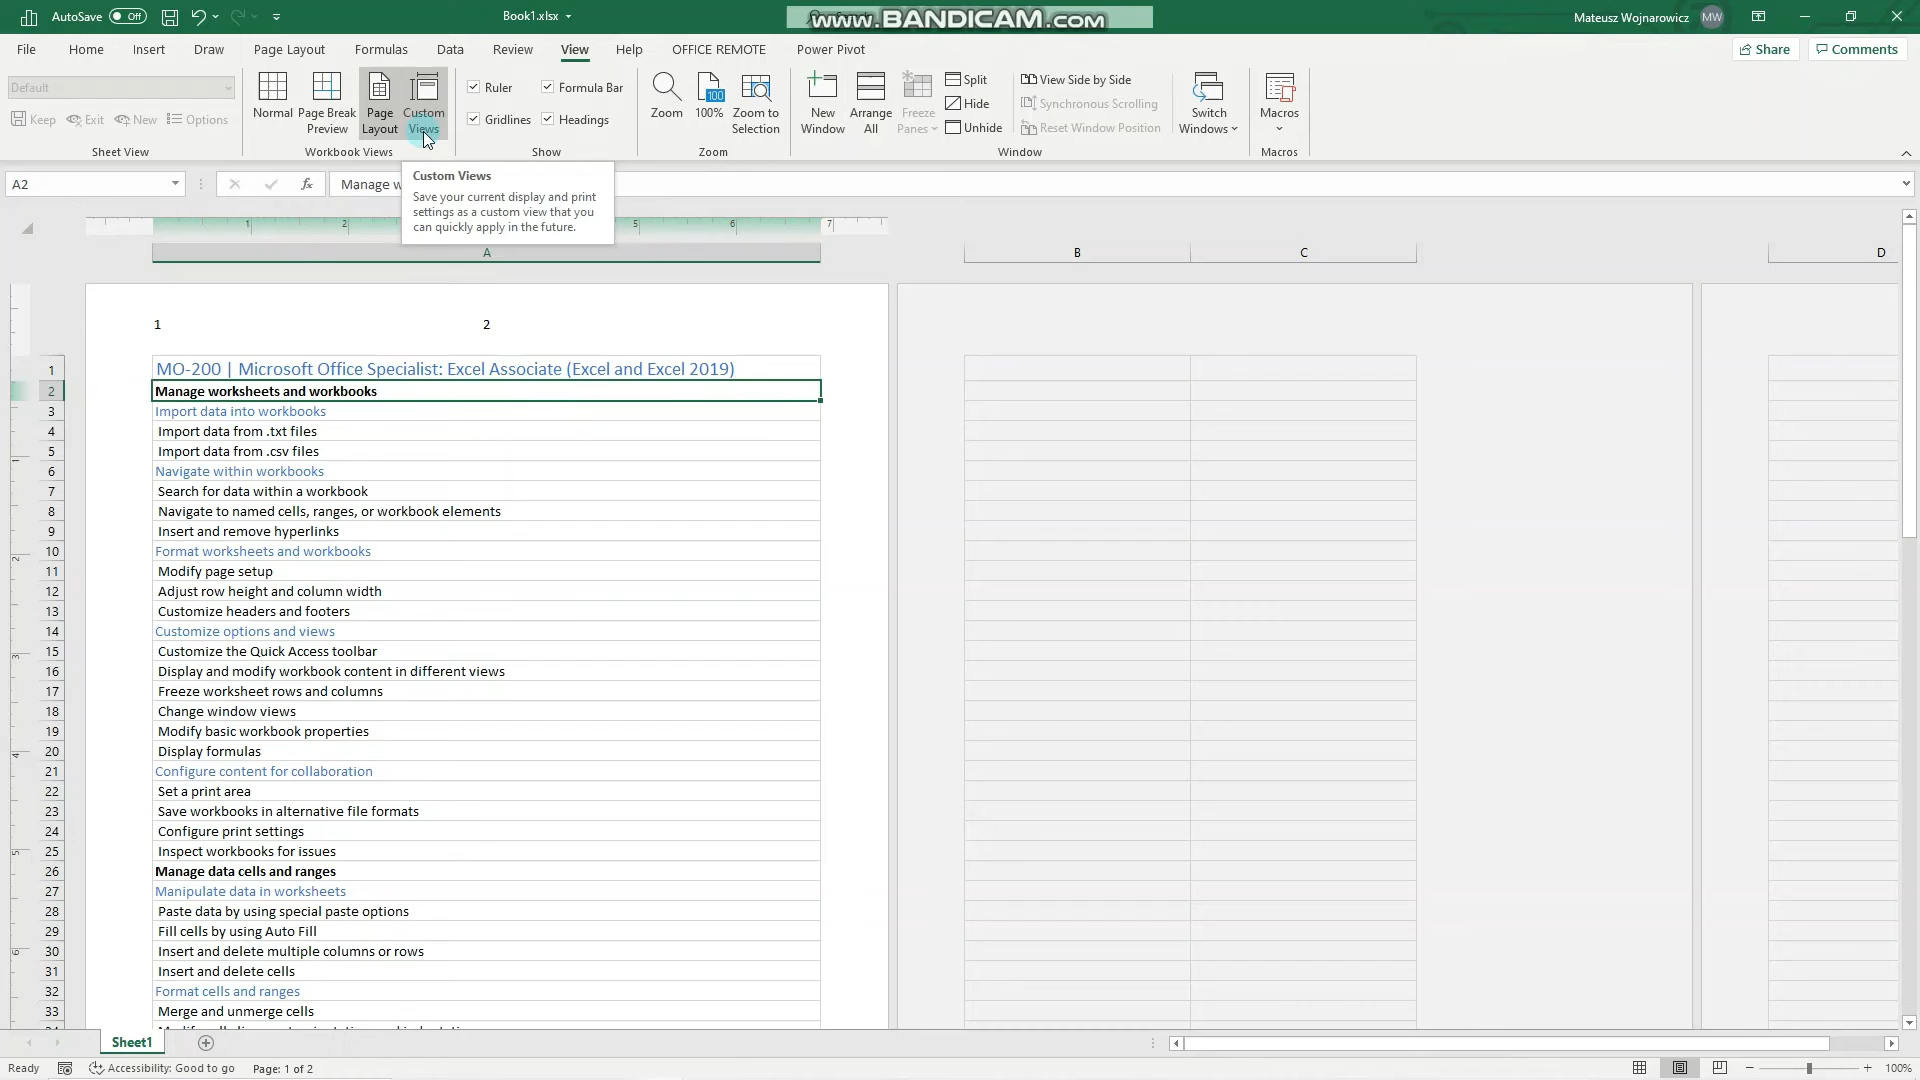 AutoSave Off
Book1.xlsx
www.BANDICAM.com
Mateusz Wojnarowicz MW
File Home Insert Draw Page Layout Formulas Data Review View Help OFFICE REMOTE Power Pivot
Share Comments
Default
Keep Exit New Options
Sheet View
Normal
Page Break Preview
Page Layout
Custom Views
Workbook Views
Ruler
Formula Bar
Gridlines
Headings
Show
Zoom
100
100%
Zoom to Selection
Zoom
New Window
Arrange All
Freeze Panes
Split
Hide
Unhide
View Side by Side
Synchronous Scrolling
Reset Window Position
Switch Windows
Window
Macros
Macros
A2
fx
Manage w
Custom Views
Save your current display and print
settings as a custom view that you
can quickly apply in the future.
1 2 5 6 7
A B C D
1 2
1 MO-200 | Microsoft Office Specialist: Excel Associate (Excel and Excel 2019)
2 Manage worksheets and workbooks
3 Import data into workbooks
4 Import data from .txt files
5 Import data from .csv files
6 Navigate within workbooks
7 Search for data within a workbook
8 Navigate to named cells, ranges, or workbook elements
9 Insert and remove hyperlinks
10 Format worksheets and workbooks
11 Modify page setup
12 Adjust row height and column width
13 Customize headers and footers
14 Customize options and views
15 Customize the Quick Access toolbar
16 Display and modify workbook content in different views
17 Freeze worksheet rows and columns
18 Change window views
19 Modify basic workbook properties
20 Display formulas
21 Configure content for collaboration
22 Set a print area
23 Save workbooks in alternative file formats
24 Configure print settings
25 Inspect workbooks for issues
26 Manage data cells and ranges
27 Manipulate data in worksheets
28 Paste data by using special paste options
29 Fill cells by using Auto Fill
30 Insert and delete multiple columns or rows
31 Insert and delete cells
32 Format cells and ranges
33 Merge and unmerge cells
Sheet1
Ready
Accessibility: Good to go
Page: 1 of 2
100%